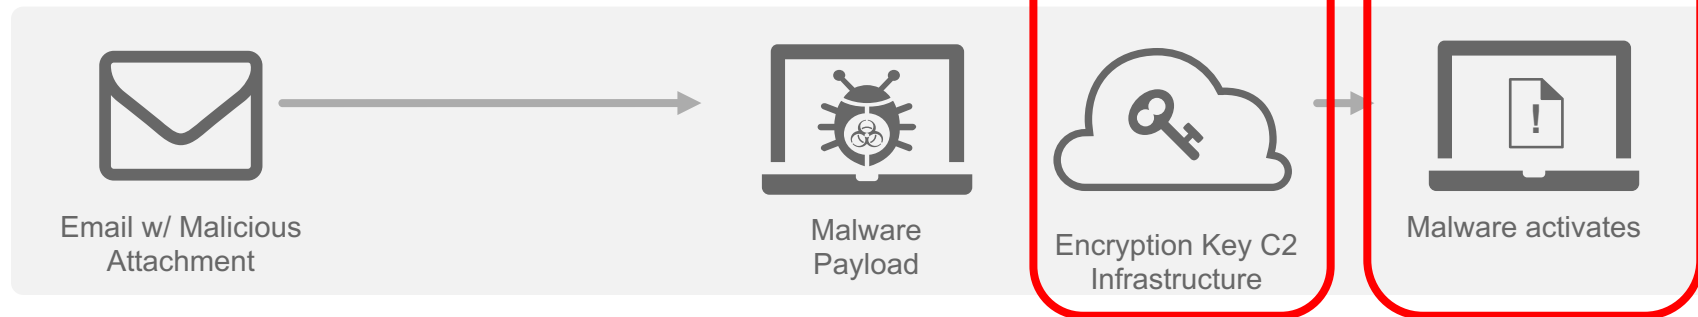 Email w/ Malicious
Attachment
Malware
Payload
Encryption Key C2
Infrastructure
!
Malware activates